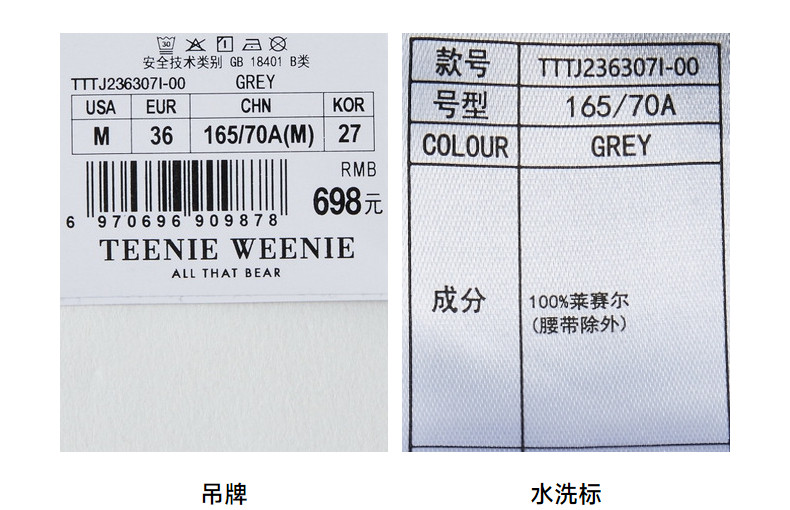 30
安全技术类别 GB 18401 B类
TTTJ236307I-00 GREY
USA EUR CHN KOR
M 36 165/70A(M) 27
RMB
698元
6 970696 909878
TEENIE WEENIE
ALL THAT BEAR
吊牌
款号 TTTJ236307I-00
号型 165/70A
COLOUR GREY
成分 100%莱赛尔
(腰带除外)
水洗标